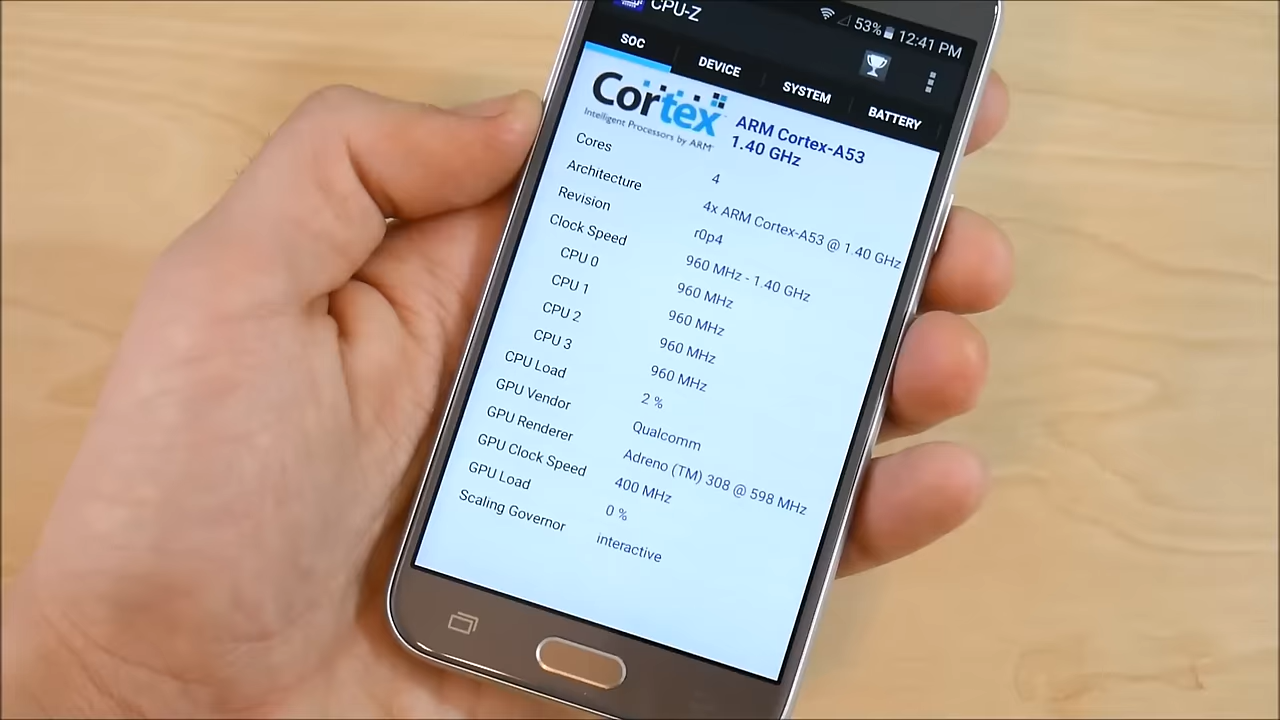 CPU-Z 53% 12:41 PM
SOC DEVICE SYSTEM BATTERY
Cortex
Intelligent Processors by ARM
ARM Cortex-A53
1.40 GHz
Cores 4
Architecture 4x ARM Cortex-A53 @ 1.40 GHz
Revision r0p4
Clock Speed 960 MHz - 1.40 GHz
CPU 0 960 MHz
CPU 1 960 MHz
CPU 2 960 MHz
CPU 3 960 MHz
CPU Load 2 %
GPU Vendor Qualcomm
GPU Renderer Adreno (TM) 308 @ 598 MHz
GPU Clock Speed 400 MHz
GPU Load 0 %
Scaling Governor interactive